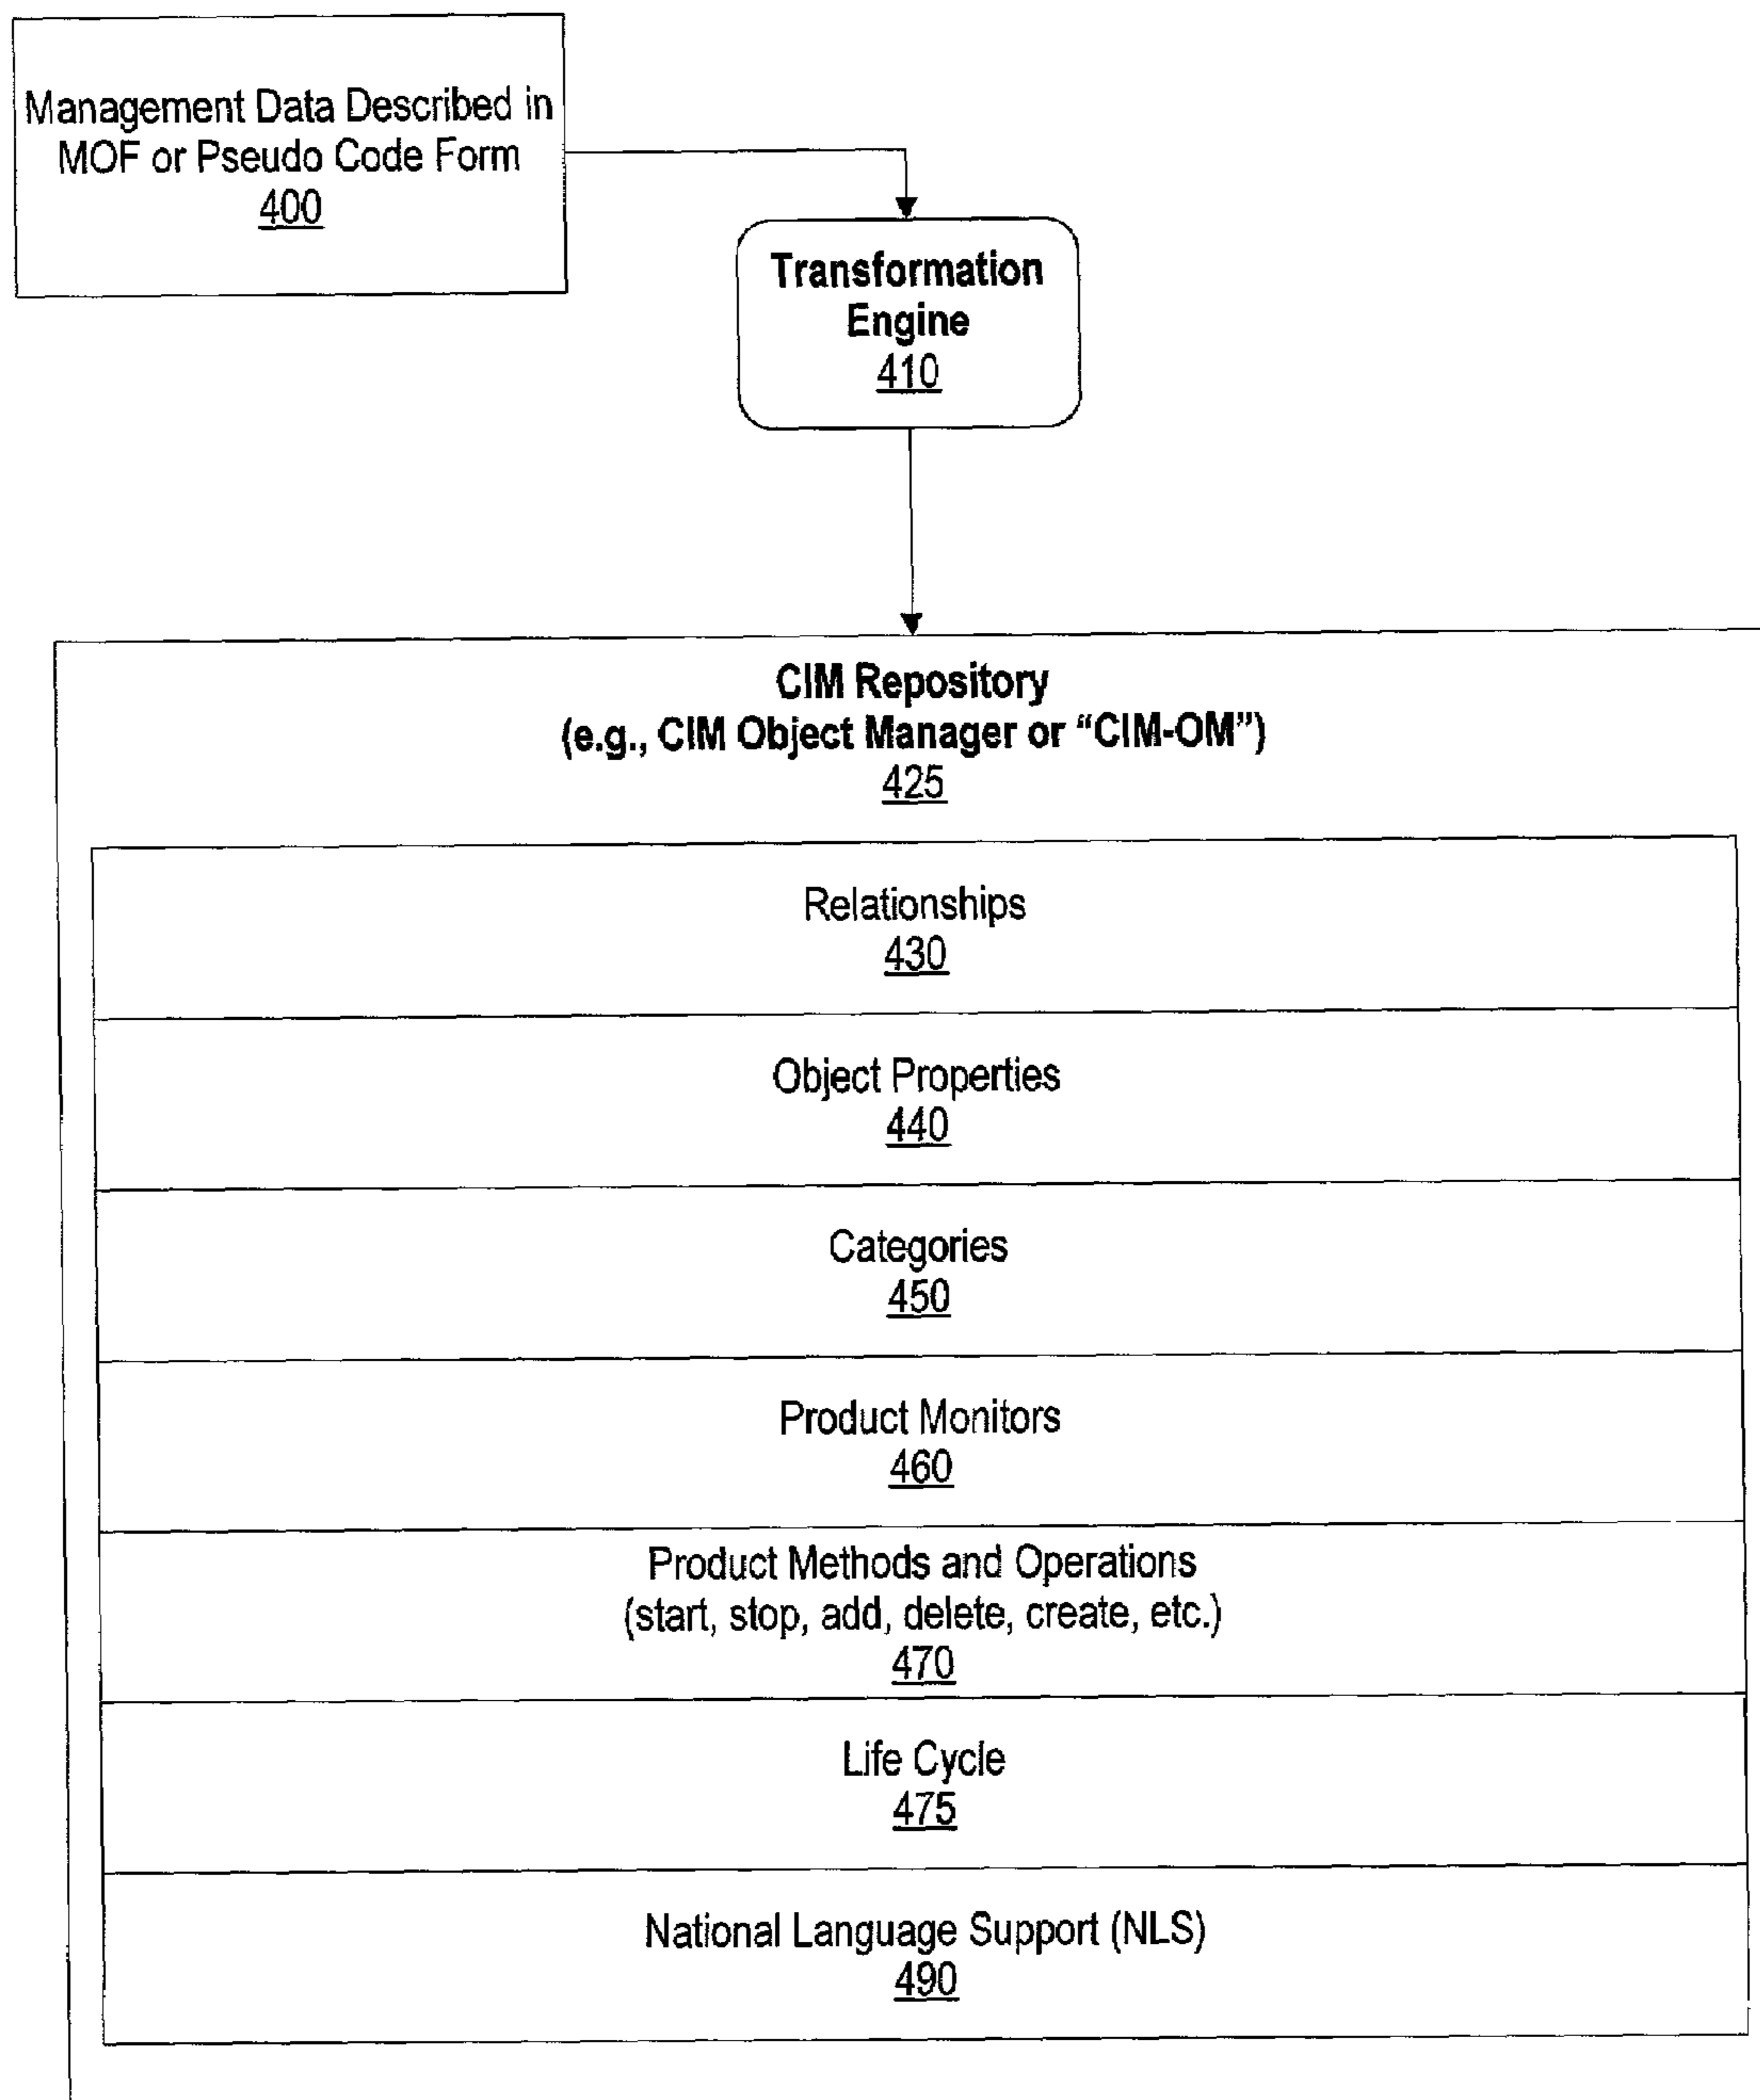 Management Data Described in
MOF or Pseudo Code Form
400
Transformation
Engine
410
CIM Repository
(e.g., CIM Object Manager or “CIM-OM”)
425
Relationships
430
Object Properties
440
Categories
450
Product Monitors
460
Product Methods and Operations
(start, stop, add, delete, create, etc.)
470
Life Cycle
475
National Language Support (NLS)
490